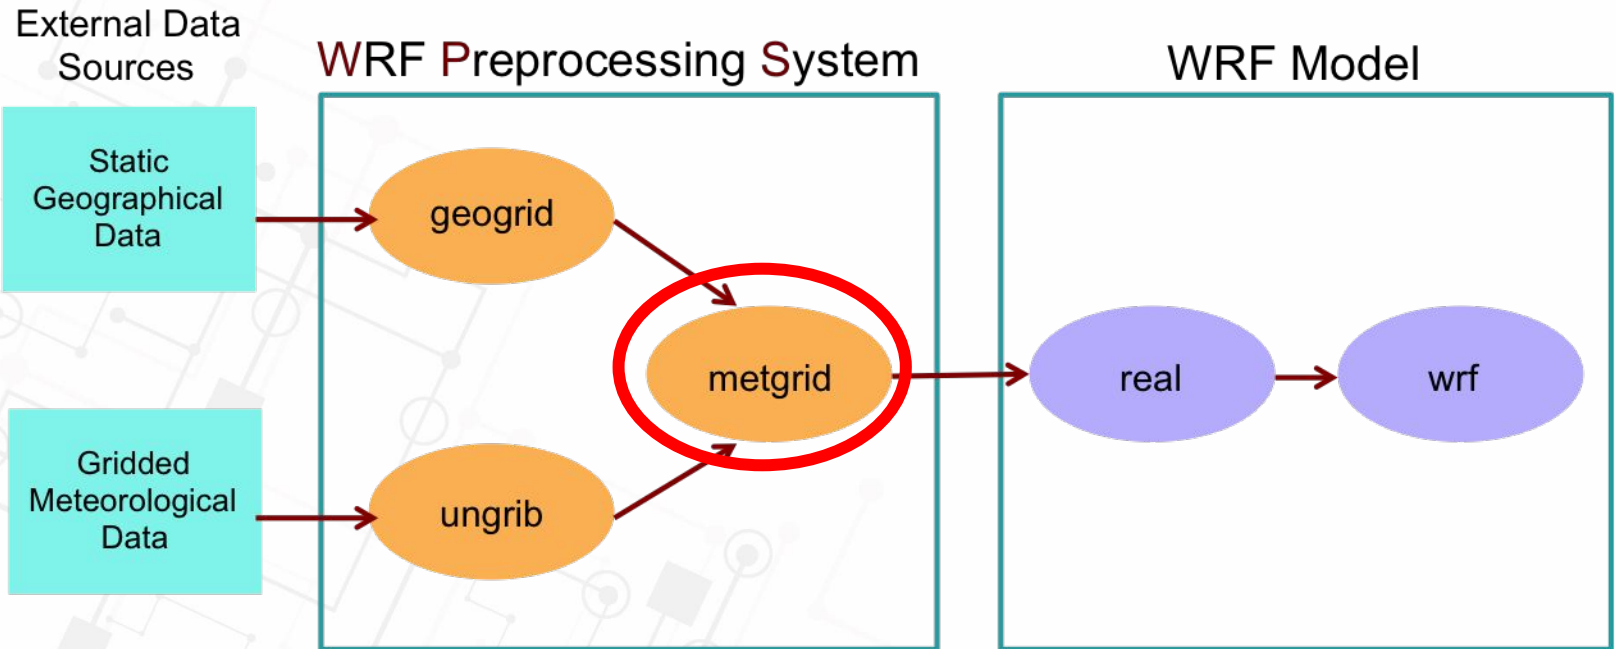 External Data
Sources
WRF Preprocessing System
WRF Model
Static
Geographical
Data
geogrid
metgrid
real
wrf
Gridded
Meteorological
Data
ungrib